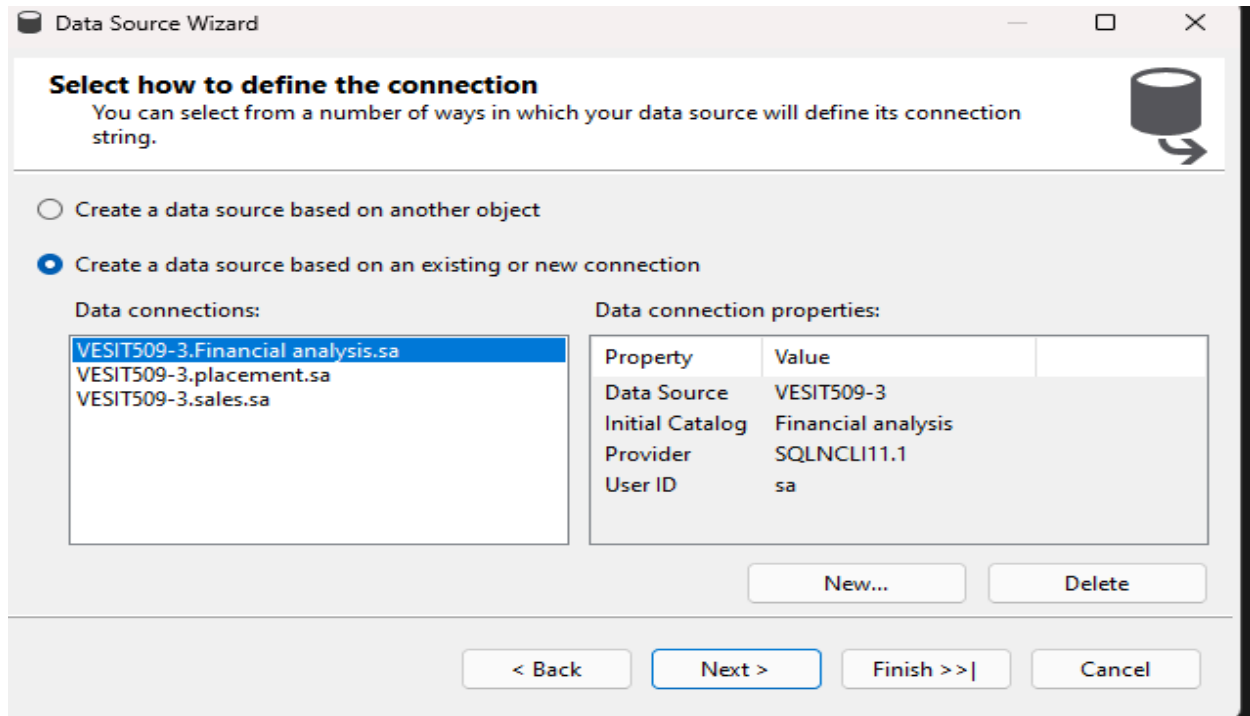 Data Source Wizard
Select how to define the connection
You can select from a number of ways in which your data source will define its connection
string.
Create a data source based on another object
Create a data source based on an existing or new connection
Data connections:
VESIT509-3.Financial analysis.sa
VESIT509-3.placement.sa
VESIT509-3.sales.sa
Data connection properties:
Property Value
Data Source VESIT509-3
Initial Catalog Financial analysis
Provider SQLNCLI11.1
User ID sa
New... Delete
< Back Next > Finish >>| Cancel